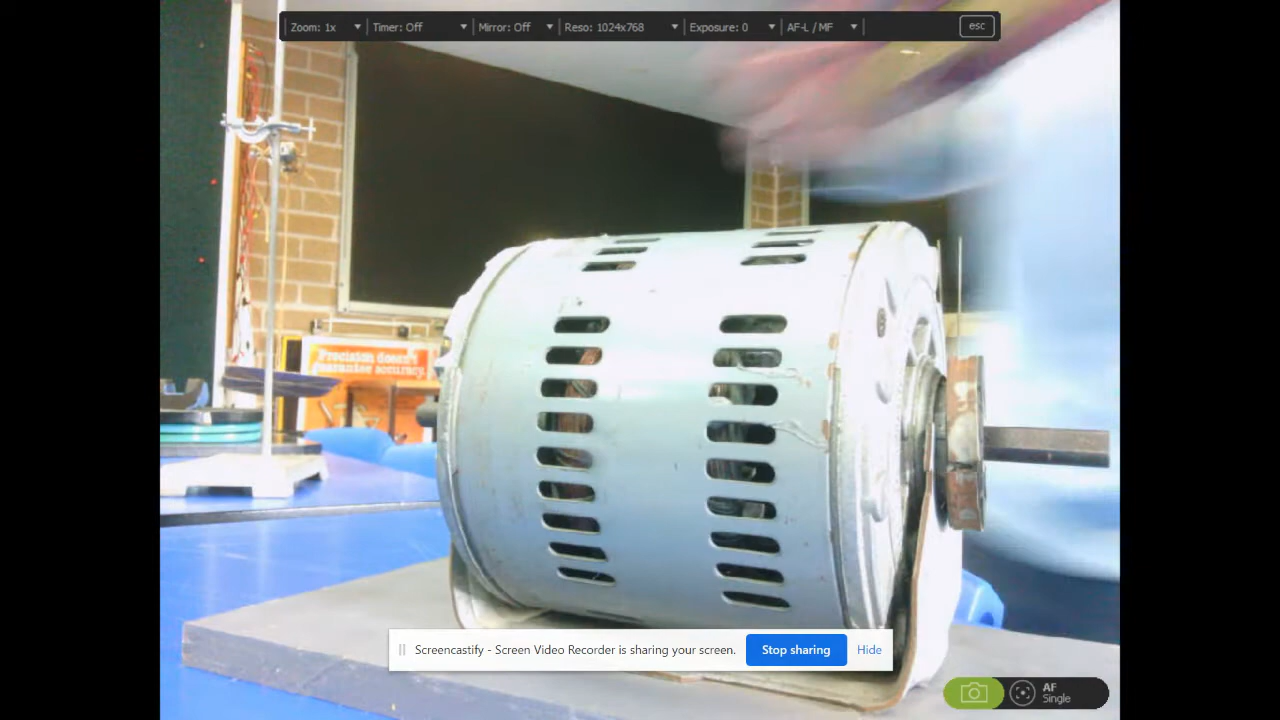 Zoom: 1x Timer: Off Mirror: Off Reso: 1024x768 Exposure: 0 AF-L / MF esc
Precision doesn't
guarantee accuracy.
Screencastify - Screen Video Recorder is sharing your screen. Stop sharing Hide
AF
Single